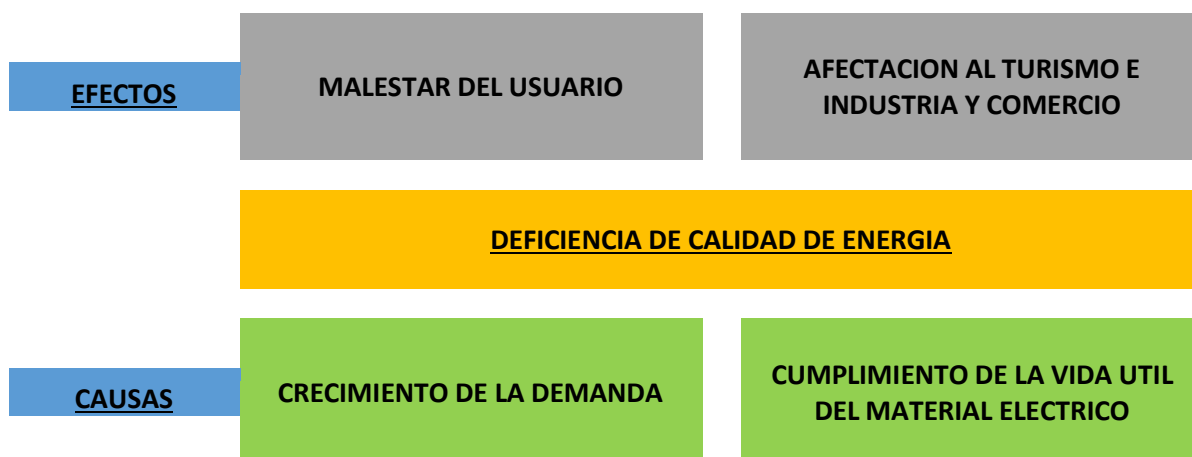 EFECTOS
MALESTAR DEL USUARIO
AFECTACION AL TURISMO E
INDUSTRIA Y COMERCIO
DEFICIENCIA DE CALIDAD DE ENERGIA
CAUSAS
CRECIMIENTO DE LA DEMANDA
CUMPLIMIENTO DE LA VIDA UTIL
DEL MATERIAL ELECTRICO